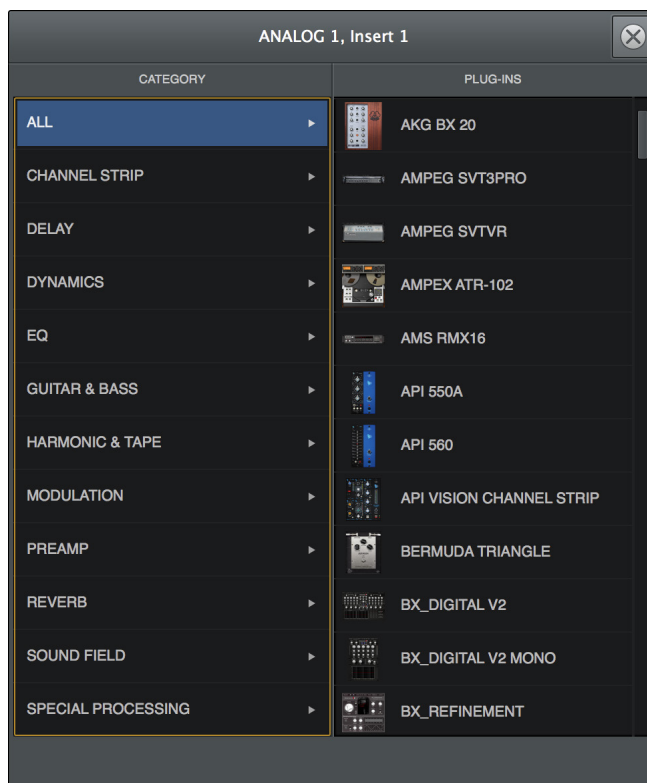 ANALOG 1, Insert 1
CATEGORY
PLUG-INS
ALL
CHANNEL STRIP
DELAY
DYNAMICS
EQ
GUITAR & BASS
HARMONIC & TAPE
MODULATION
PREAMP
REVERB
SOUND FIELD
SPECIAL PROCESSING
AKG BX 20
AMPEG SVT3PRO
AMPEG SVTVR
AMPEX ATR-102
AMS RMX16
API 550A
API 560
API VISION CHANNEL STRIP
BERMUDA TRIANGLE
BX_DIGITAL V2
BX_DIGITAL V2 MONO
BX_REFINEMENT